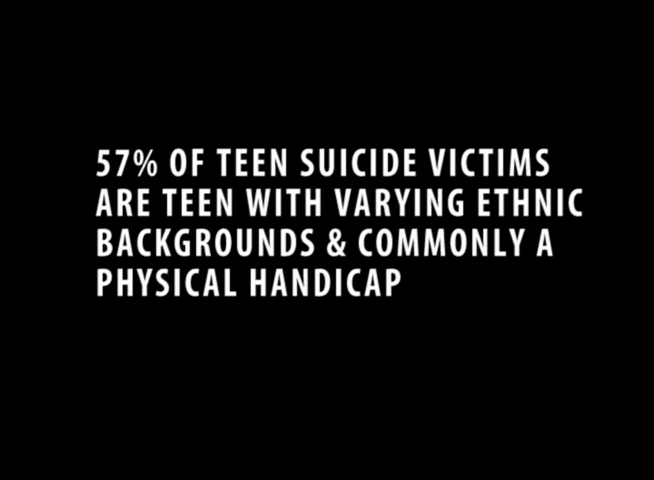 57% OF TEEN SUICIDE VICTIMS
ARE TEEN WITH VARYING ETHNIC
BACKGROUNDS & COMMONLY A
PHYSICAL HANDICAP